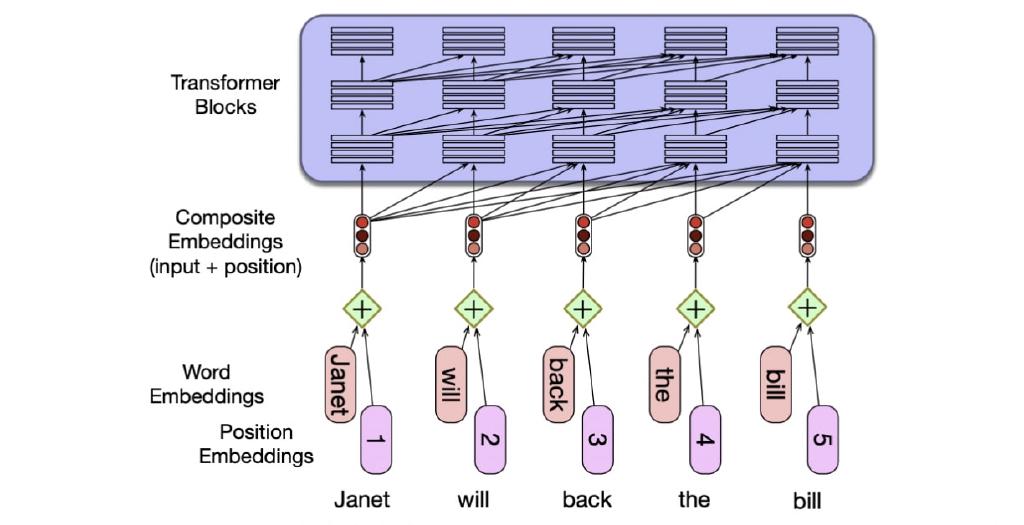 Transformer
Blocks
Composite
Embeddings
(input + position)
+ + + + +
Word
Embeddings
Janet will back the bill
Position
Embeddings
1 2 3 4 5
Janet will back the bill